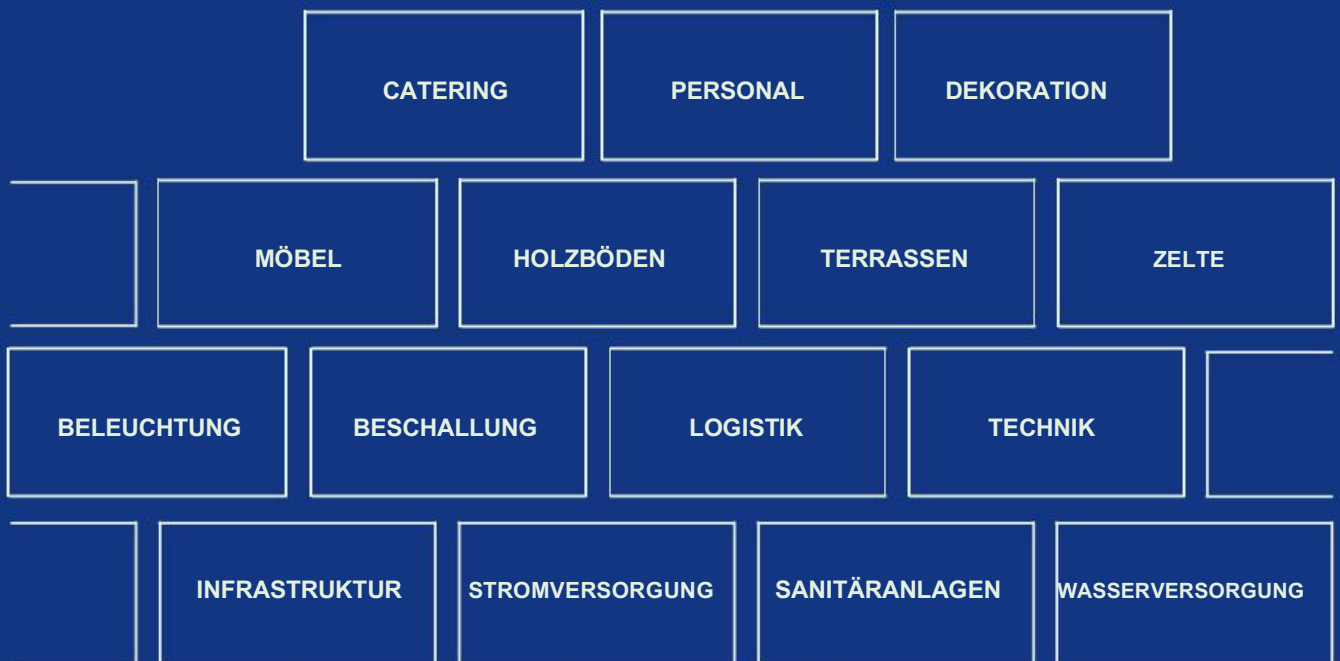 CATERING PERSONAL DEKORATION
MÖBEL HOLZBÖDEN TERRASSEN ZELTE
BELEUCHTUNG BESCHALLUNG LOGISTIK TECHNIK
INFRASTRUKTUR STROMVERSORGUNG SANITÄRANLAGEN WASSERVERSORGUNG